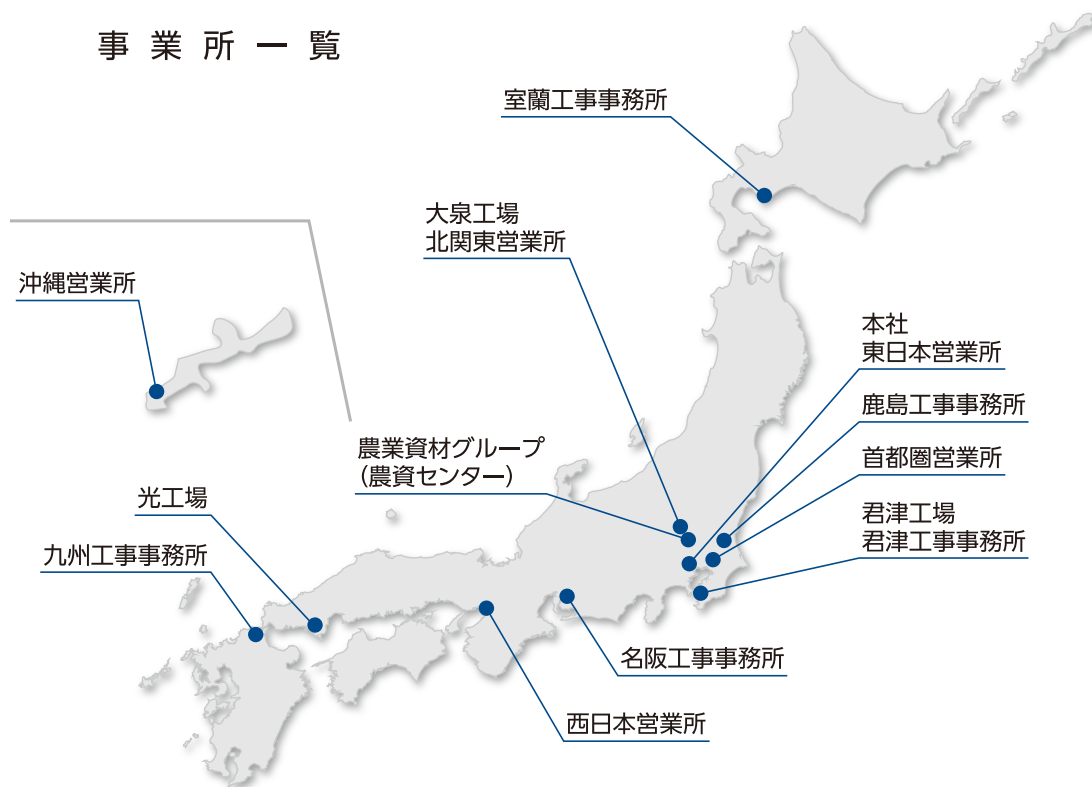 事業所一覧
室蘭工事事務所
大泉工場
北関東営業所
沖縄営業所
本社
東日本営業所
鹿島工事事務所
農業資材グループ
（農資センター）
首都圏営業所
光工場
君津工場
君津工事事務所
九州工事事務所
名阪工事事務所
西日本営業所